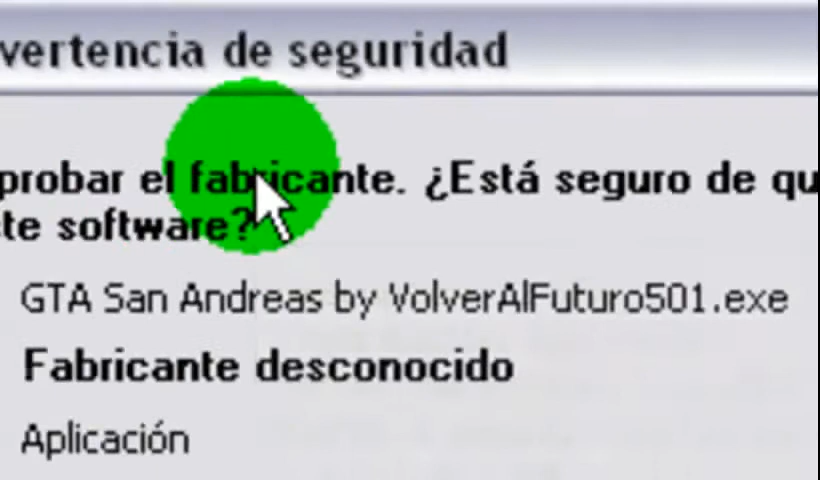 vertencia de seguridad
probar el fabricante. ¿Está seguro de qu
te software?
GTA San Andreas by VolverAlFuturo501.exe
Fabricante desconocido
Aplicación